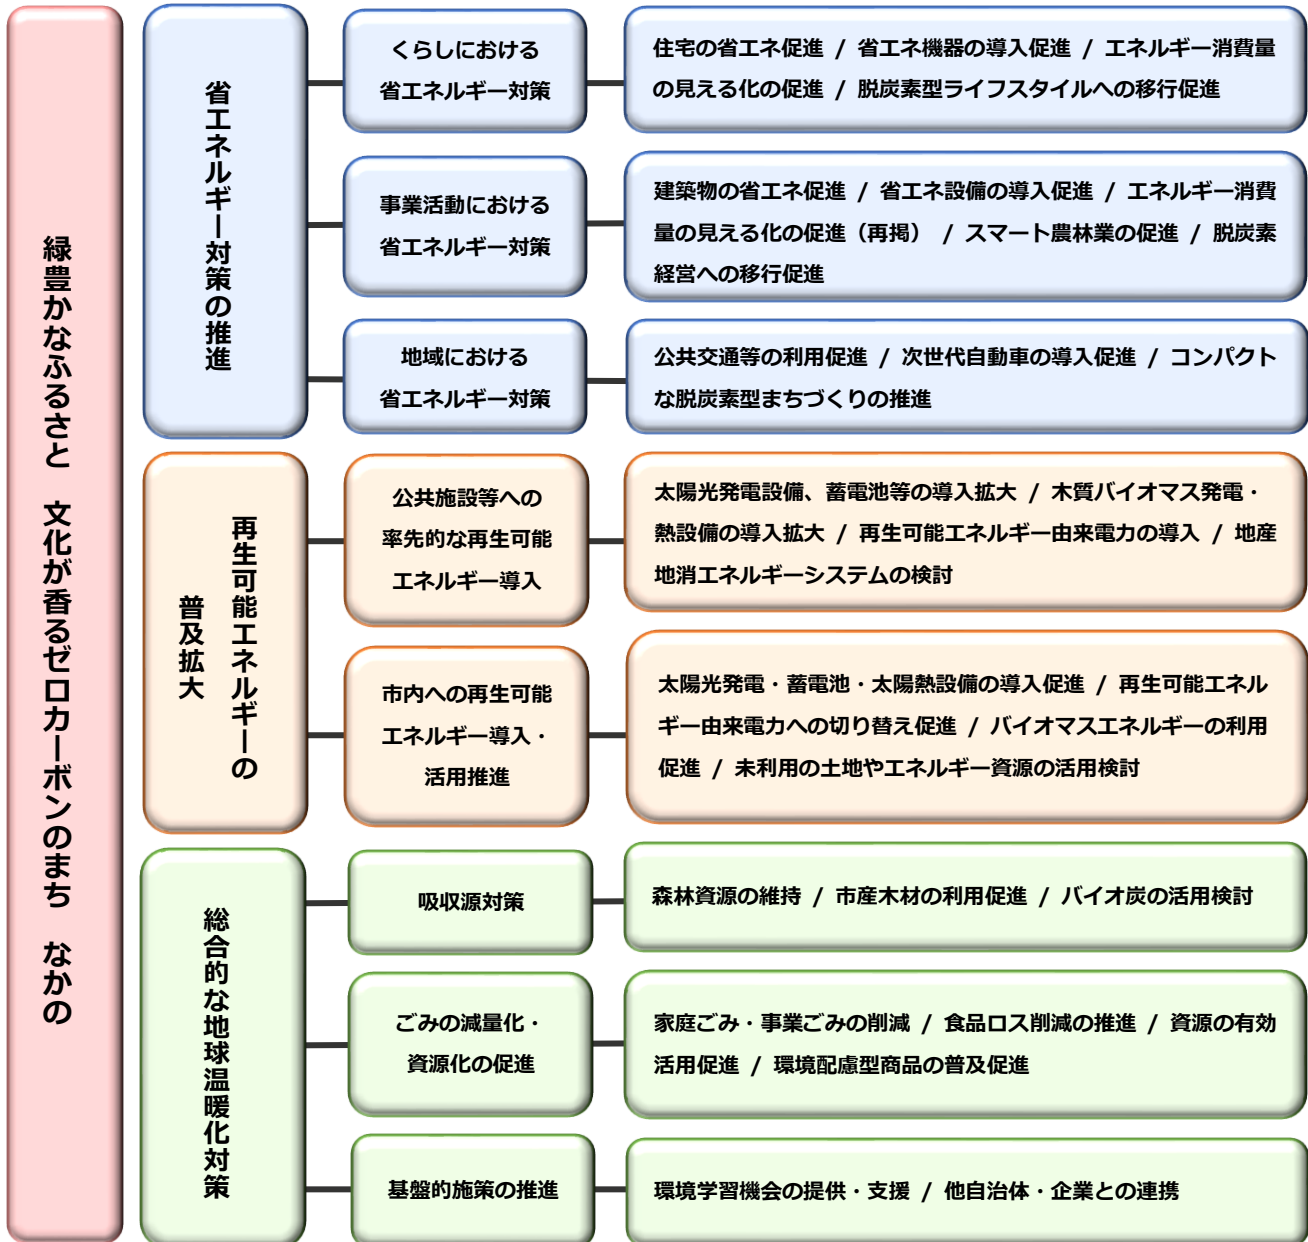 緑豊かなふるさと　文化が香るゼロカーボンのまち　なかの
省エネルギー対策の推進
くらしにおける
省エネルギー対策
住宅の省エネ促進 / 省エネ機器の導入促進 / エネルギー消費量
の見える化の促進 / 脱炭素型ライフスタイルへの移行促進
事業活動における
省エネルギー対策
建築物の省エネ促進 / 省エネ設備の導入促進 / エネルギー消費
量の見える化の促進（再掲） / スマート農林業の促進 / 脱炭素
経営への移行促進
地域における
省エネルギー対策
公共交通等の利用促進 / 次世代自動車の導入促進 / コンパクト
な脱炭素型まちづくりの推進
再生可能エネルギーの
普及拡大
公共施設等への
率先的な再生可能
エネルギー導入
太陽光発電設備、蓄電池等の導入拡大 / 木質バイオマス発電・
熱設備の導入拡大 / 再生可能エネルギー由来電力の導入 / 地産
地消エネルギーシステムの検討
市内への再生可能
エネルギー導入・
活用推進
太陽光発電・蓄電池・太陽熱設備の導入促進 / 再生可能エネル
ギー由来電力への切り替え促進 / バイオマスエネルギーの利用
促進 / 未利用の土地やエネルギー資源の活用検討
総合的な地球温暖化対策
吸収源対策
森林資源の維持 / 市産木材の利用促進 / バイオ炭の活用検討
ごみの減量化・
資源化の促進
家庭ごみ・事業ごみの削減 / 食品ロス削減の推進 / 資源の有効
活用促進 / 環境配慮型商品の普及促進
基盤的施策の推進
環境学習機会の提供・支援 / 他自治体・企業との連携